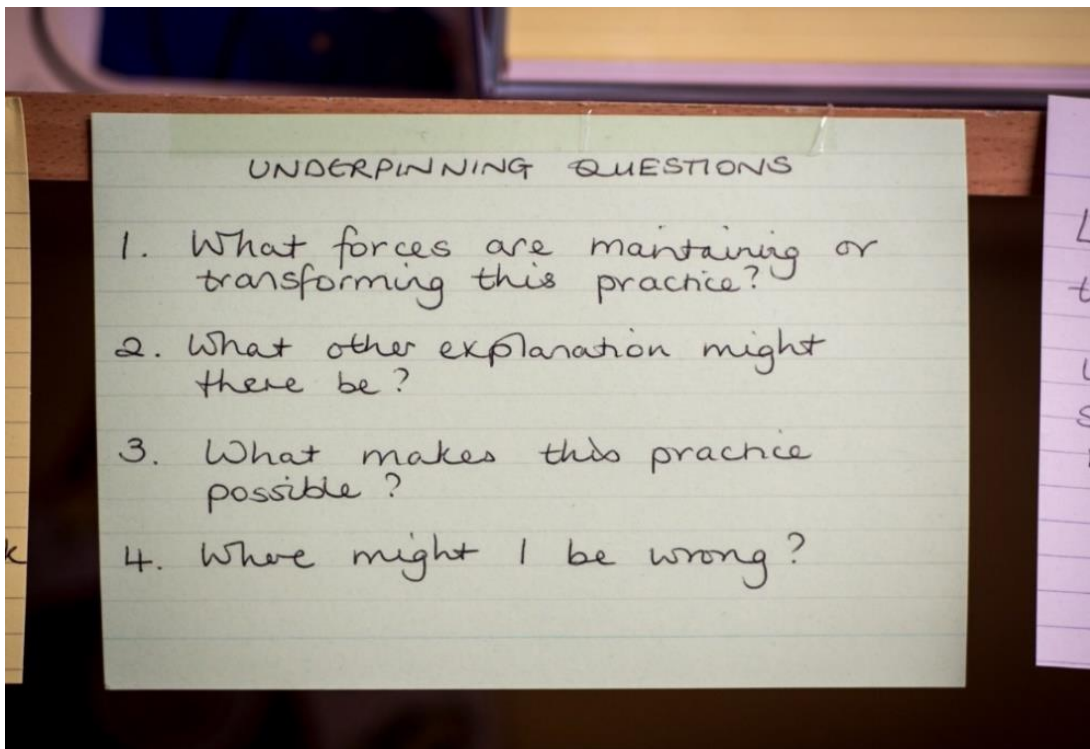 UNDERPINNING QUESTIONS
1. What forces are maintaining or
transforming this practice?
2. What other explanation might
there be?
3. What makes this practice
possible?
4. Where might I be wrong?